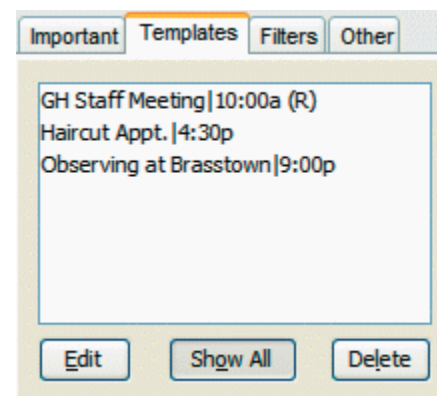 Important Templates Filters Other
GH Staff Meeting|10:00a (R)
Haircut Appt.|4:30p
Observing at Brasstown|9:00p
Edit Show All Delete